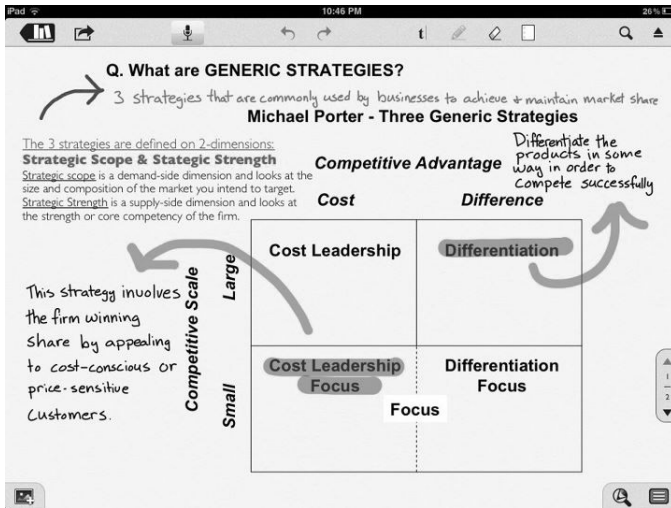 iPad
10:46 PM
26%
t
Q. What are GENERIC STRATEGIES?
3 strategies that are commonly used by businesses to achieve + maintain market share
Michael Porter - Three Generic Strategies
The 3 strategies are defined on 2-dimensions:
Strategic Scope & Stategic Strength
Strategic scope is a demand-side dimension and looks at the
size and composition of the market you intend to target.
Strategic Strength is a supply-side dimension and looks at
the strength or core competency of the firm.
Differentiate the
products in some
way in order to
compete successfully
Competitive Advantage
Cost
Difference
Competitive Scale
Large
Small
Cost Leadership
Differentiation
Cost Leadership
Focus
Differentiation
Focus
Focus
This strategy involves
the firm winning
share by appealing
to cost-conscious or
price-sensitive
customers.
1
2